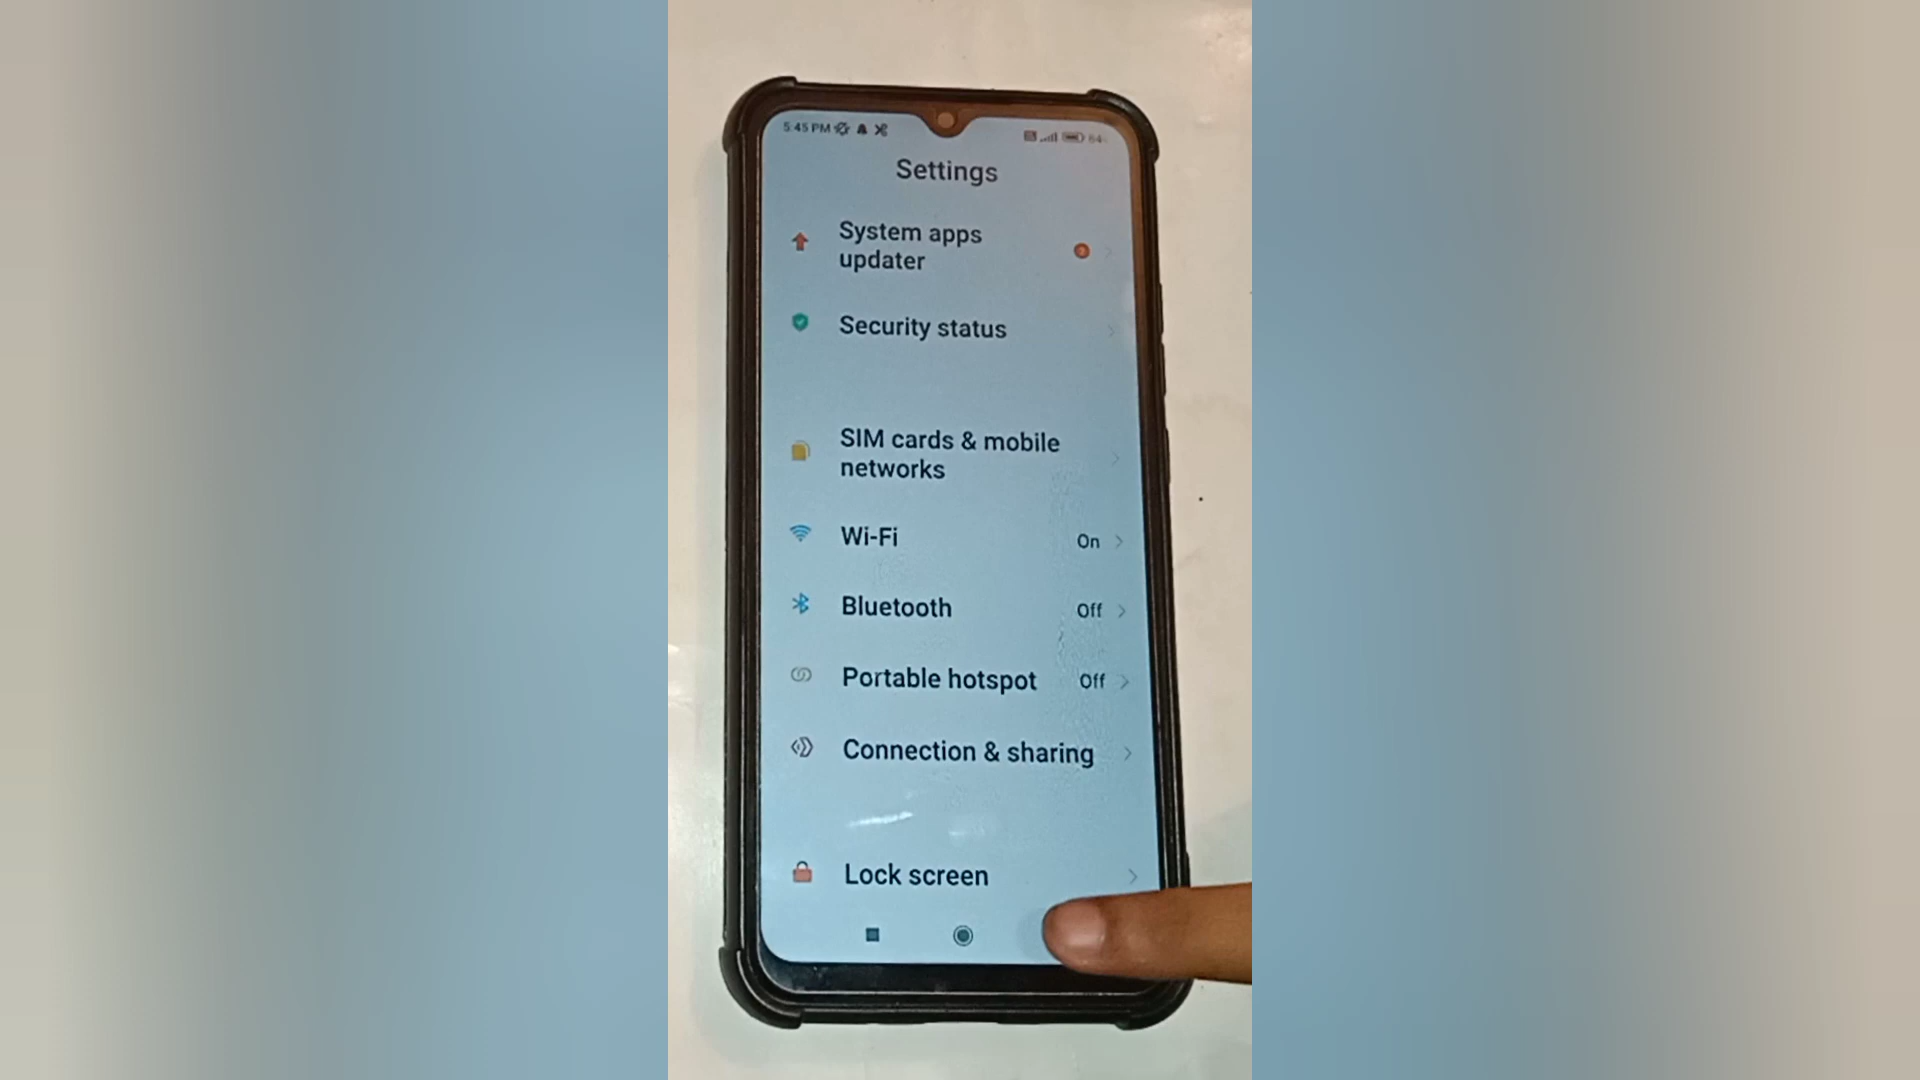 5:45 PM 64
Settings
System apps
updater
Security status
SIM cards & mobile
networks
Wi-Fi On
Bluetooth Off
Portable hotspot Off
Connection & sharing
Lock screen